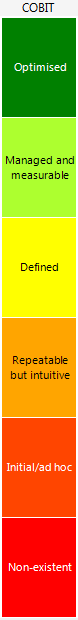 COBIT
Optimised
Managed and
measurable
Defined
Repeatable
but intuitive
Initial/ad hoc
Non-existent